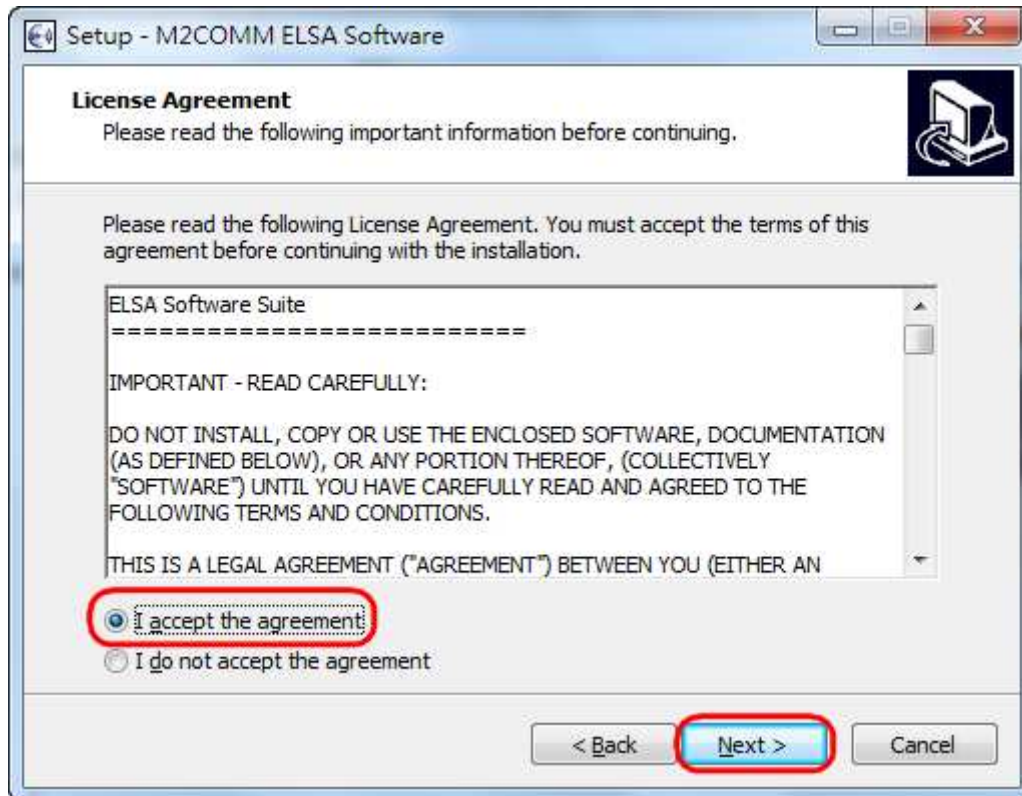 Setup - M2COMM ELSA Software
License Agreement
Please read the following important information before continuing.
Please read the following License Agreement. You must accept the terms of this
agreement before continuing with the installation.
ELSA Software Suite
==========================
IMPORTANT - READ CAREFULLY:
DO NOT INSTALL, COPY OR USE THE ENCLOSED SOFTWARE, DOCUMENTATION
(AS DEFINED BELOW), OR ANY PORTION THEREOF, (COLLECTIVELY
"SOFTWARE") UNTIL YOU HAVE CAREFULLY READ AND AGREED TO THE
FOLLOWING TERMS AND CONDITIONS.
THIS IS A LEGAL AGREEMENT ("AGREEMENT") BETWEEN YOU (EITHER AN
I accept the agreement
I do not accept the agreement
< Back Next > Cancel